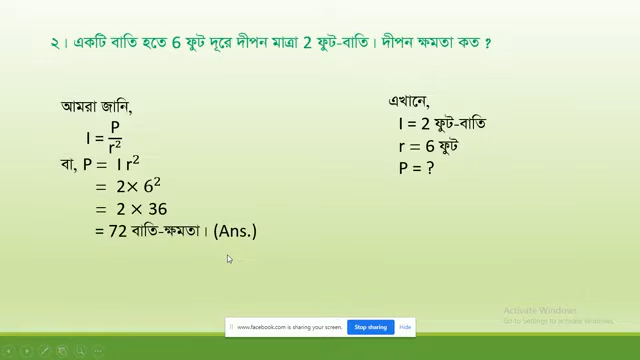 ২। একটি বাতি হতে 6 ফুট দূরে দীপন মাত্রা 2 ফুট-বাতি। দীপন ক্ষমতা কত ?
আমরা জানি,
I = P/r²
বা, P = I r²
= 2× 6²
= 2 × 36
= 72 বাতি-ক্ষমতা। (Ans.)
এখানে,
I = 2 ফুট-বাতি
r = 6 ফুট
P = ?
Activate Windows
Go to Settings to activate Windows.
www.facebook.com is sharing your screen.
Stop sharing
Hide